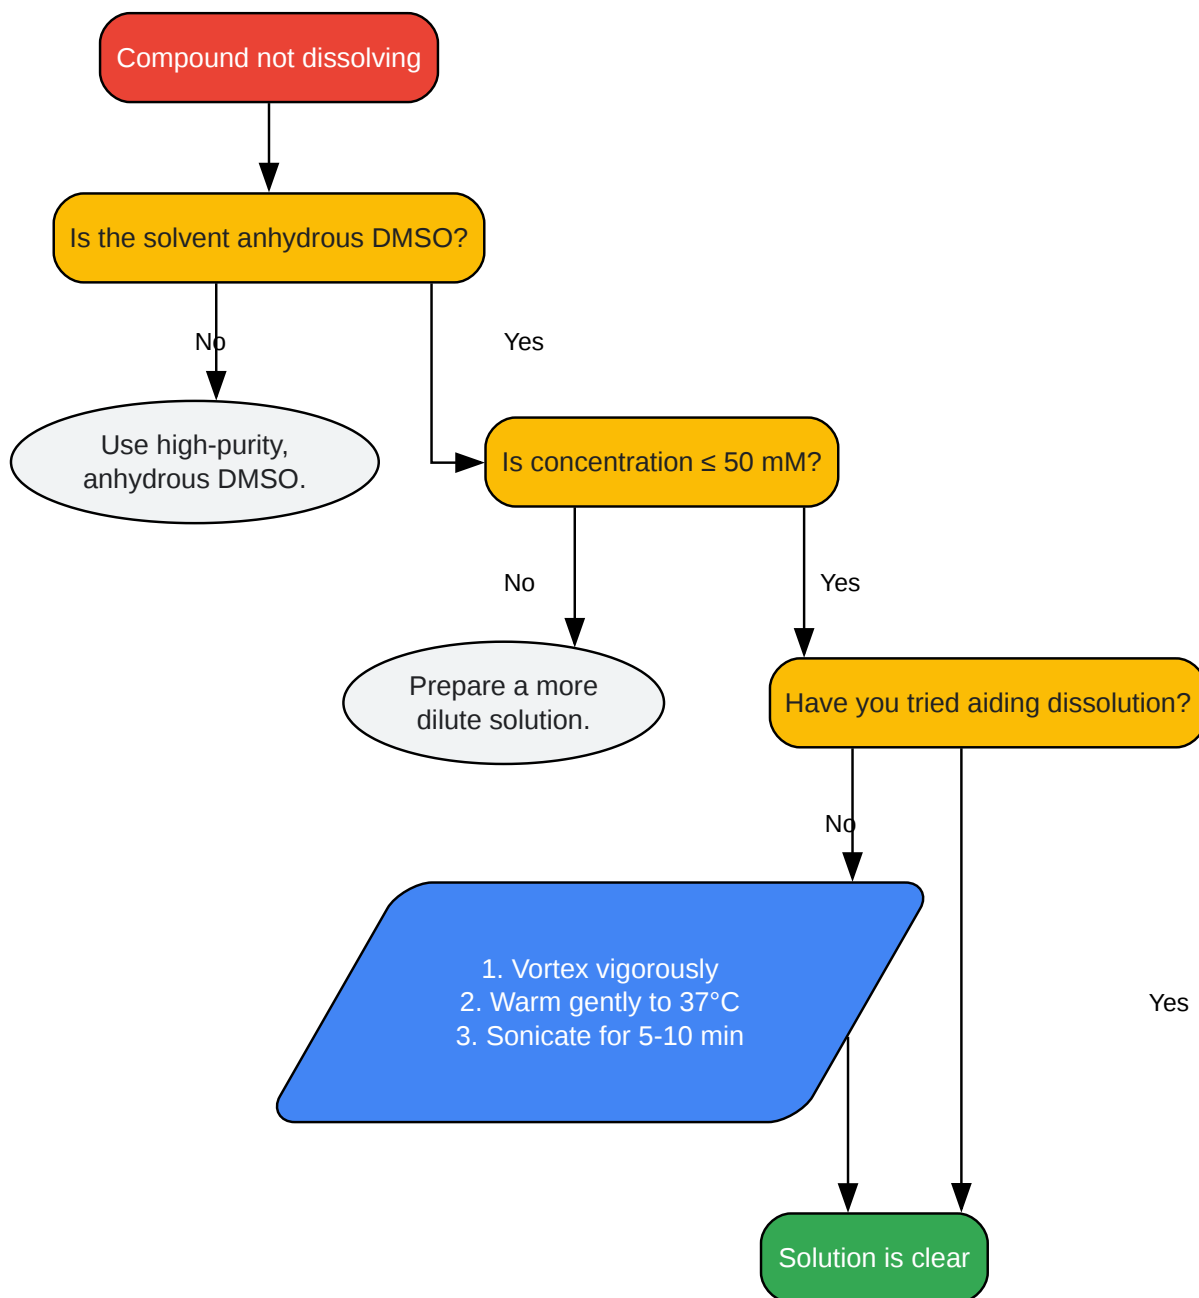 Compound not dissolving
Is the solvent anhydrous DMSO?
No
Yes
Use high-purity,
anhydrous DMSO.
Is concentration ≤ 50 mM?
No
Yes
Prepare a more
dilute solution.
Have you tried aiding dissolution?
No
1. Vortex vigorously
2. Warm gently to 37°C
3. Sonicate for 5-10 min
Yes
Solution is clear